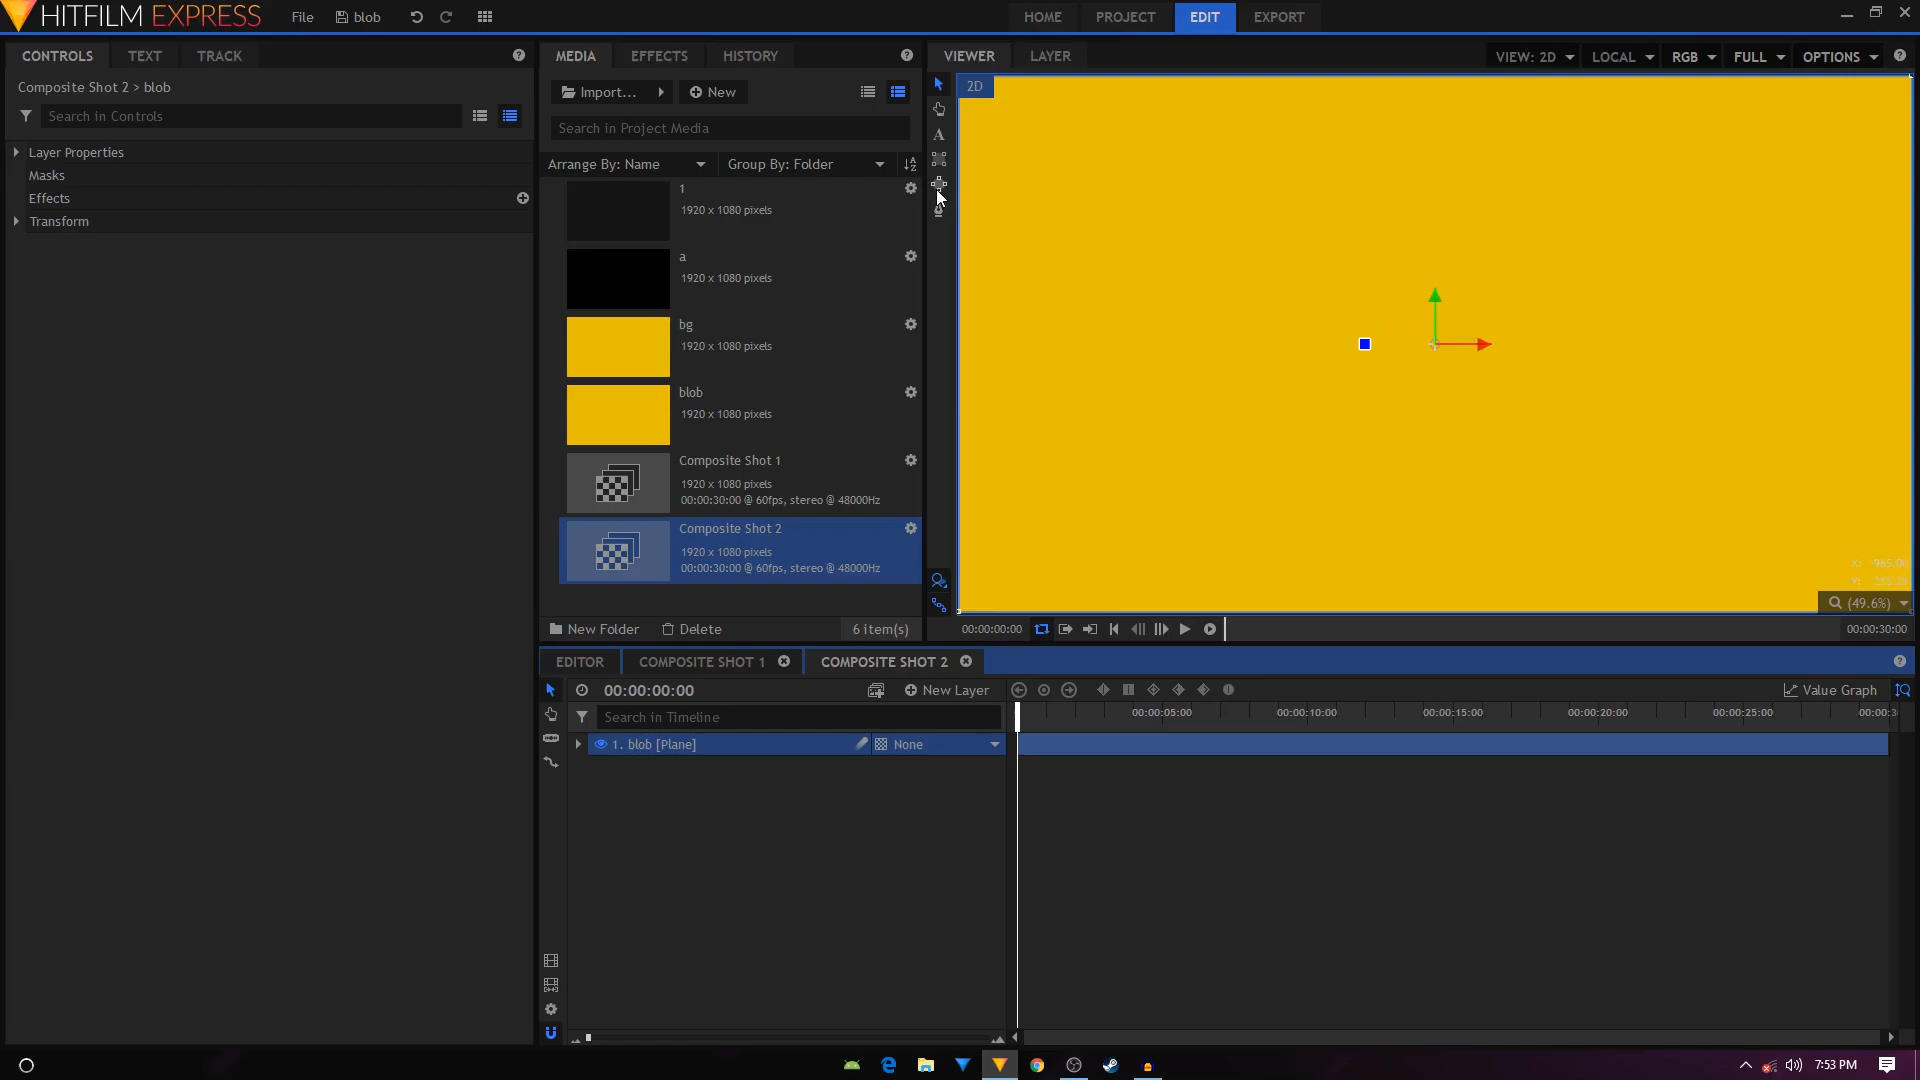 HITFILM EXPRESS
File
blob
HOME
PROJECT
EDIT
EXPORT
CONTROLS
TEXT
TRACK
Composite Shot 2 > blob
Search in Controls
Layer Properties
Masks
Effects
Transform
MEDIA
EFFECTS
HISTORY
Import...
New
Search in Project Media
Arrange By: Name
Group By: Folder
1
1920 x 1080 pixels
a
1920 x 1080 pixels
bg
1920 x 1080 pixels
blob
1920 x 1080 pixels
Composite Shot 1
1920 x 1080 pixels
00:00:30:00 @ 60fps, stereo @ 48000Hz
Composite Shot 2
1920 x 1080 pixels
00:00:30:00 @ 60fps, stereo @ 48000Hz
New Folder
Delete
6 item(s)
VIEWER
LAYER
VIEW: 2D
LOCAL
RGB
FULL
OPTIONS
2D
A
X:
Y:
(49.6%)
00:00:00:00
00:00:30:00
EDITOR
COMPOSITE SHOT 1
COMPOSITE SHOT 2
00:00:00:00
New Layer
Value Graph
Search in Timeline
00:00:05:00
00:00:10:00
00:00:15:00
00:00:20:00
00:00:25:00
00:00:3
1. blob [Plane]
None
7:53 PM